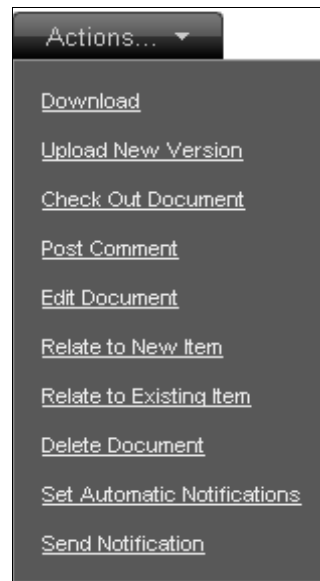 Actions...
Download
Upload New Version
Check Out Document
Post Comment
Edit Document
Relate to New Item
Relate to Existing Item
Delete Document
Set Automatic Notifications
Send Notification